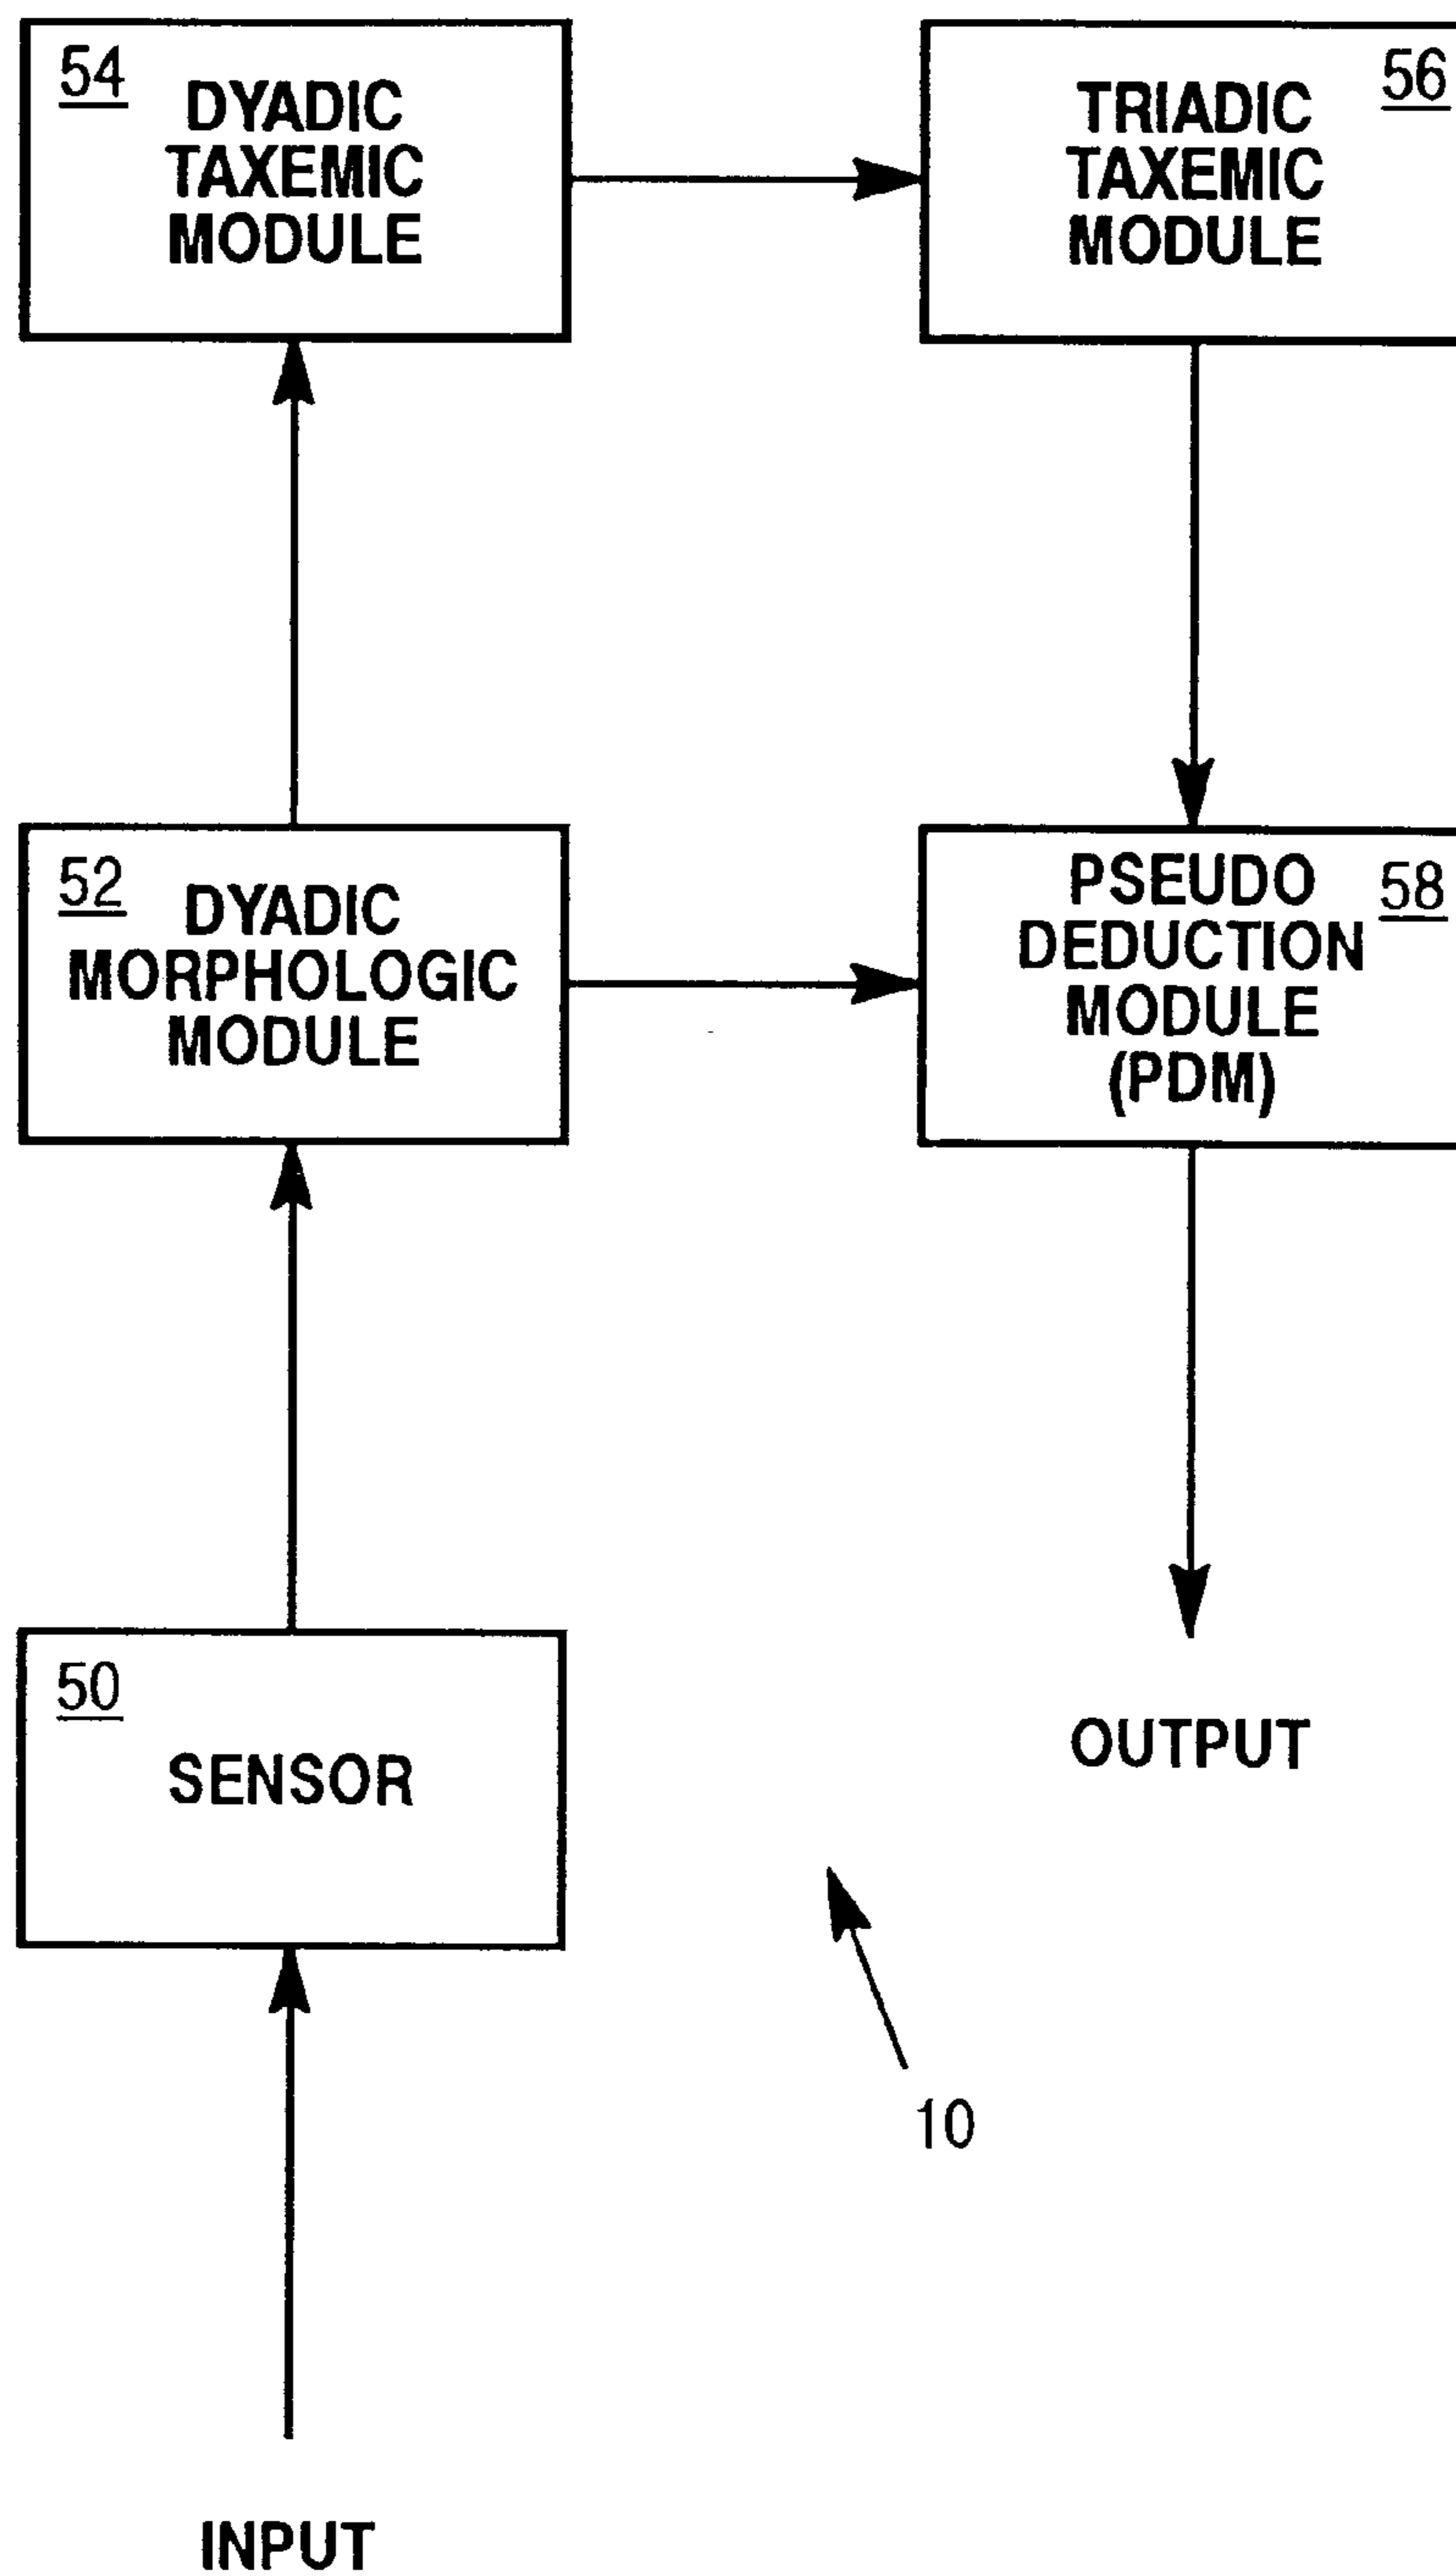 54
DYADIC
TAXEMIC
MODULE
56
TRIADIC
TAXEMIC
MODULE
52
DYADIC
MORPHOLOGIC
MODULE
58
PSEUDO
DEDUCTION
MODULE
(PDM)
50
SENSOR
OUTPUT
10
INPUT